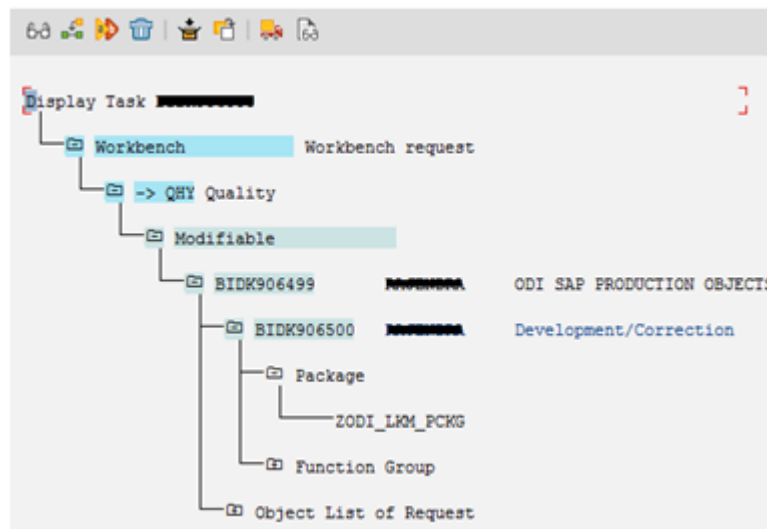 Display Task
Workbench Workbench request
-> QHY Quality
Modifiable
BIDK906499 ODI SAP PRODUCTION OBJECTS
BIDK906500 Development/Correction
Package
ZODI_LKM_PCKG
Function Group
Object List of Request